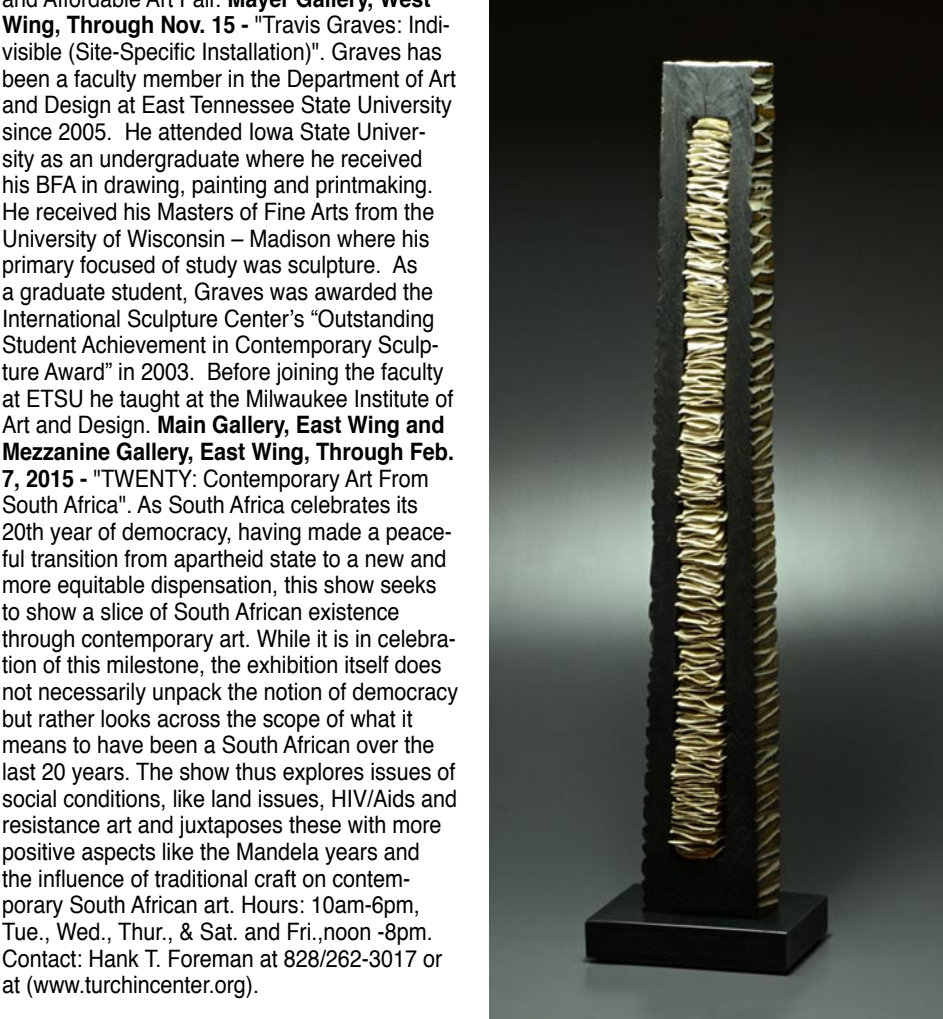 and Affordable Art Fair. Mayer Gallery, West
Wing, Through Nov. 15 - "Travis Graves: Indi-
visible (Site-Specific Installation)". Graves has
been a faculty member in the Department of Art
and Design at East Tennessee State University
since 2005.  He attended Iowa State Univer-
sity as an undergraduate where he received
his BFA in drawing, painting and printmaking.
He received his Masters of Fine Arts from the
University of Wisconsin – Madison where his
primary focused of study was sculpture.  As
a graduate student, Graves was awarded the
International Sculpture Center’s “Outstanding
Student Achievement in Contemporary Sculp-
ture Award” in 2003.  Before joining the faculty
at ETSU he taught at the Milwaukee Institute of
Art and Design. Main Gallery, East Wing and
Mezzanine Gallery, East Wing, Through Feb.
7, 2015 - "TWENTY: Contemporary Art From
South Africa". As South Africa celebrates its
20th year of democracy, having made a peace-
ful transition from apartheid state to a new and
more equitable dispensation, this show seeks
to show a slice of South African existence
through contemporary art. While it is in celebra-
tion of this milestone, the exhibition itself does
not necessarily unpack the notion of democracy
but rather looks across the scope of what it
means to have been a South African over the
last 20 years. The show thus explores issues of
social conditions, like land issues, HIV/Aids and
resistance art and juxtaposes these with more
positive aspects like the Mandela years and
the influence of traditional craft on contem-
porary South African art. Hours: 10am-6pm,
Tue., Wed., Thur., & Sat. and Fri.,noon -8pm.
Contact: Hank T. Foreman at 828/262-3017 or
at (www.turchincenter.org).